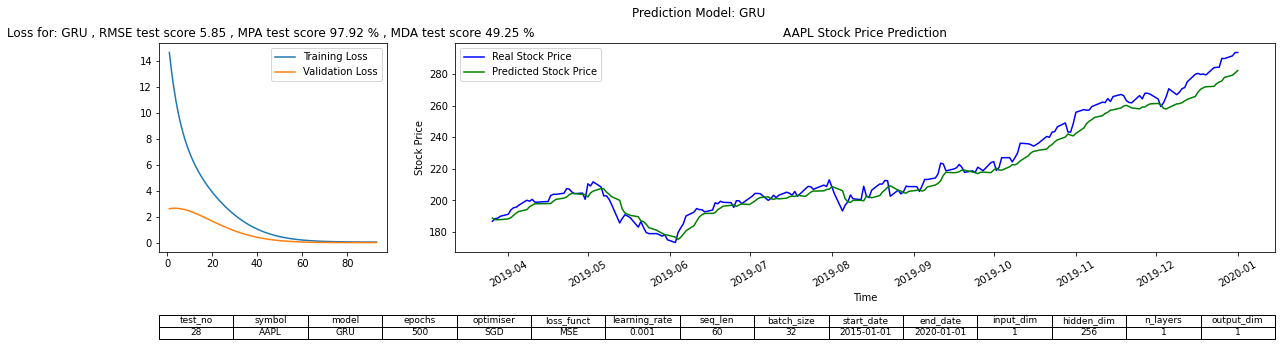 Prediction Model: GRU
Loss for: GRU , RMSE test score 5.85 , MPA test score 97.92 % , MDA test score 49.25 %
Training Loss
Validation Loss
14
12
10
8
6
4
2
0
0 20 40 60 80
AAPL Stock Price Prediction
Real Stock Price
Predicted Stock Price
Stock Price
280
260
240
220
200
180
2019-04 2019-05 2019-06 2019-07 2019-08 2019-09 2019-10 2019-11 2019-12 2020-01
Time
test_no symbol model epochs optimiser loss_funct learning_rate seq_len batch_size start_date end_date input_dim hidden_dim n_layers output_dim
28 AAPL GRU 500 SGD MSE 0.001 60 32 2015-01-01 2020-01-01 1 256 1 1